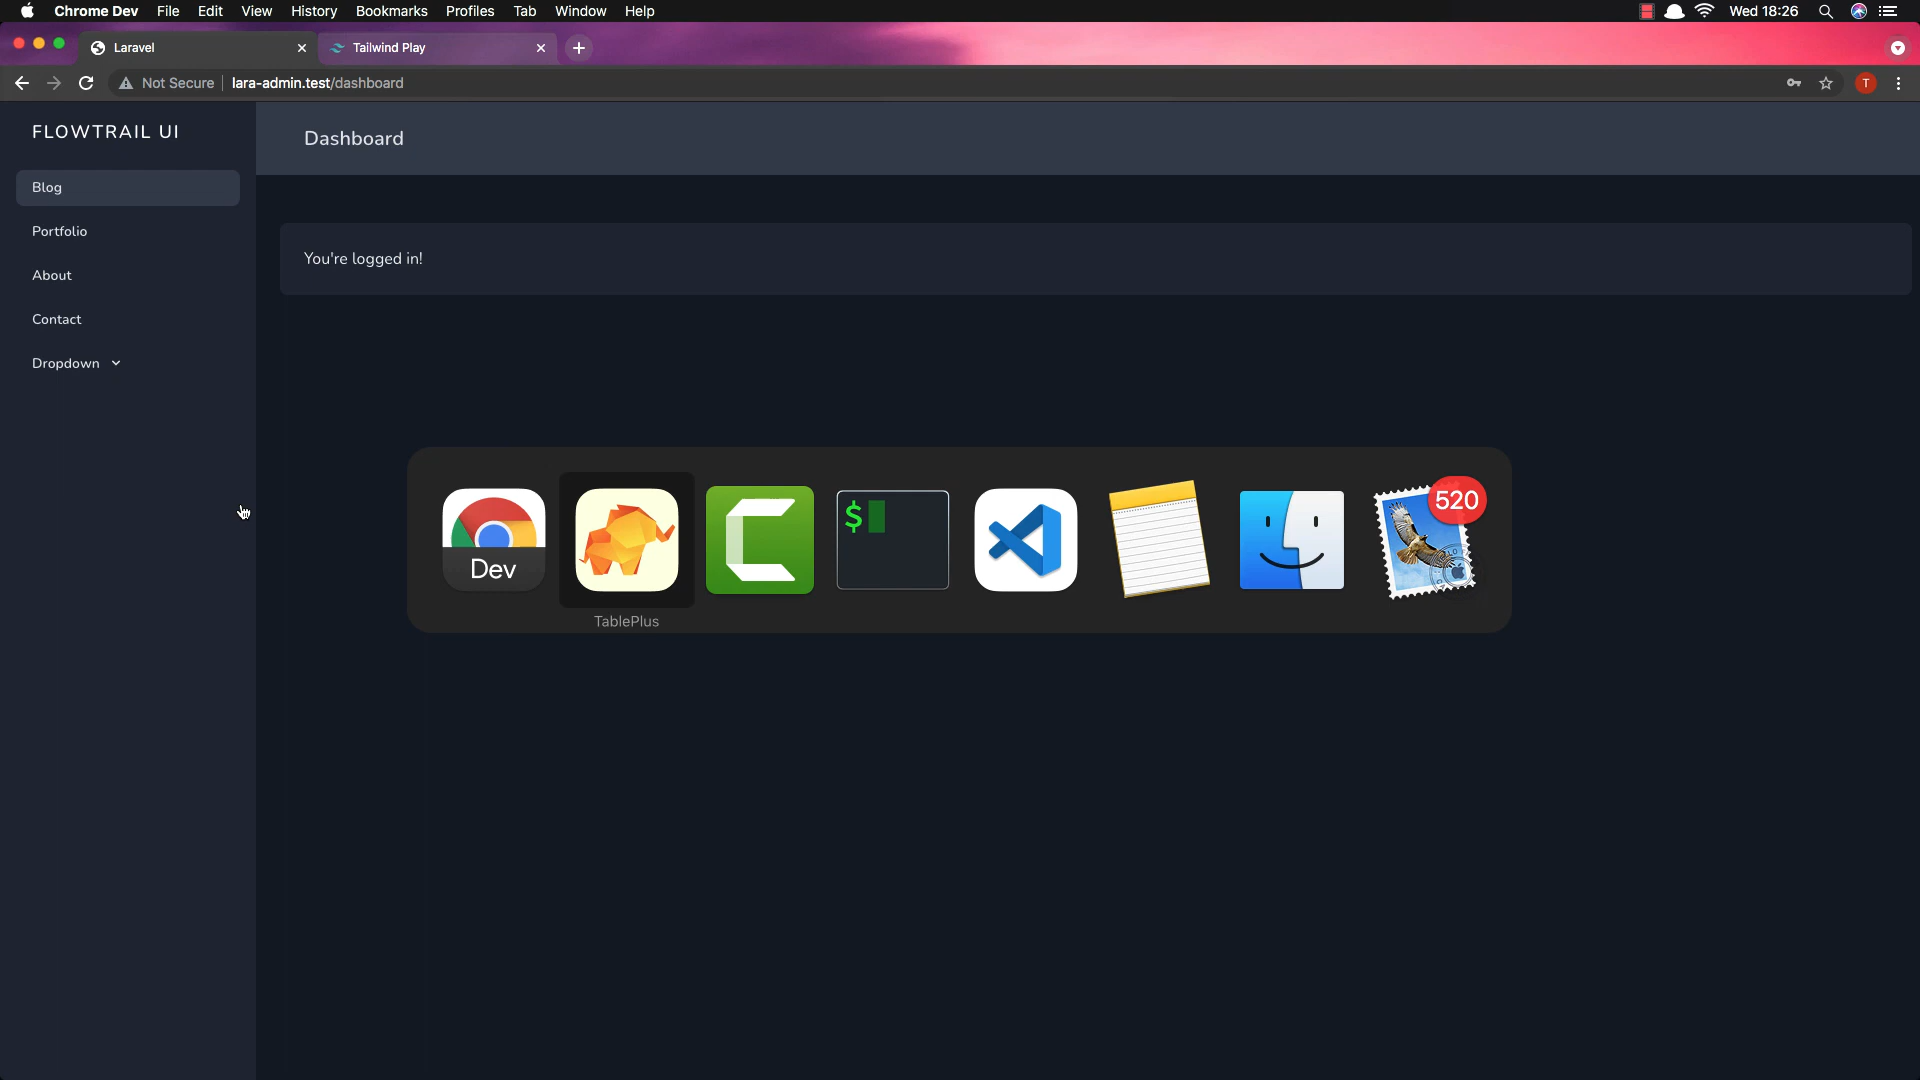 Chrome Dev File Edit View History Bookmarks Profiles Tab Window Help Wed 18:26
Laravel Tailwind Play
Not Secure lara-admin.test/dashboard T
FLOWTRAIL UI
Dashboard
Blog
Portfolio
You're logged in!
About
Contact
Dropdown
520
$
Dev
TablePlus